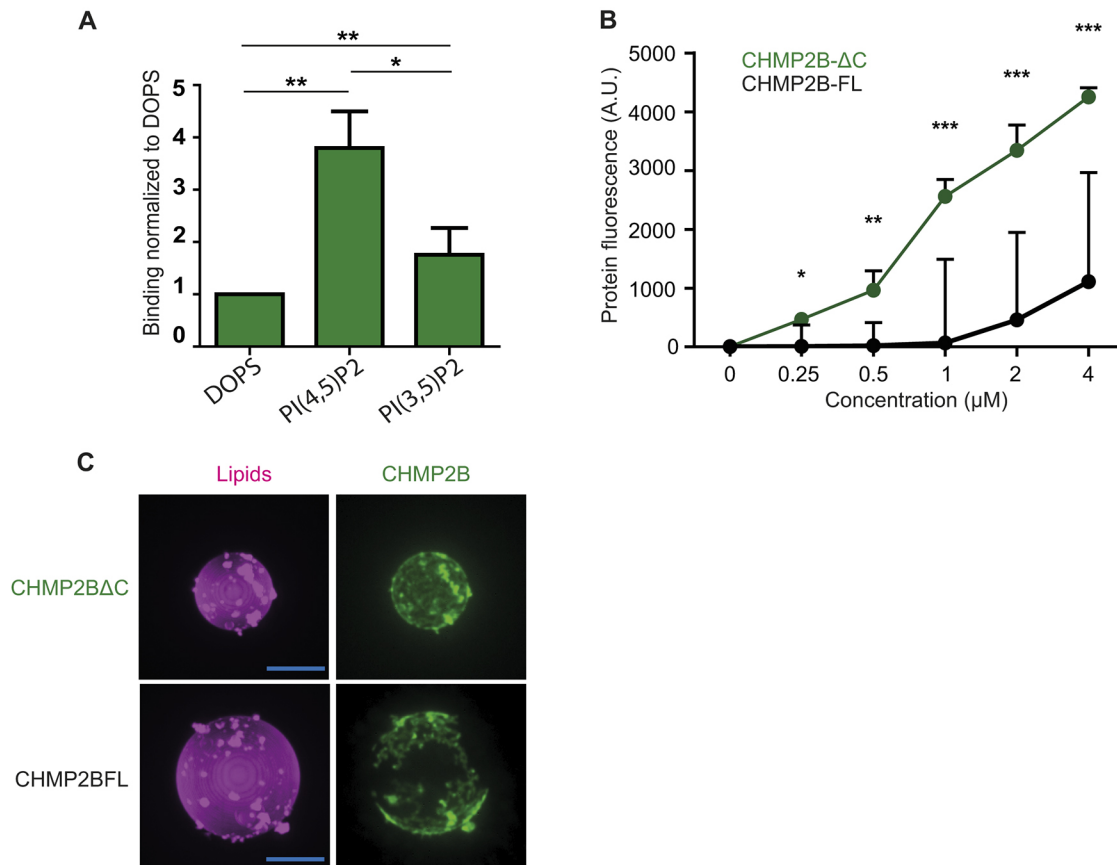 A
**
**
*
Binding normalized to DOPS
5
4
3
2
1
0
DOPS
PI(4,5)P2
PI(3,5)P2
B
CHMP2B-ΔC
CHMP2B-FL
Protein fluorescence (A.U.)
5000
4000
3000
2000
1000
0
*
**
***
***
***
0 0.25 0.5 1 2 4
Concentration (μM)
C
Lipids CHMP2B
CHMP2BΔC
CHMP2BFL